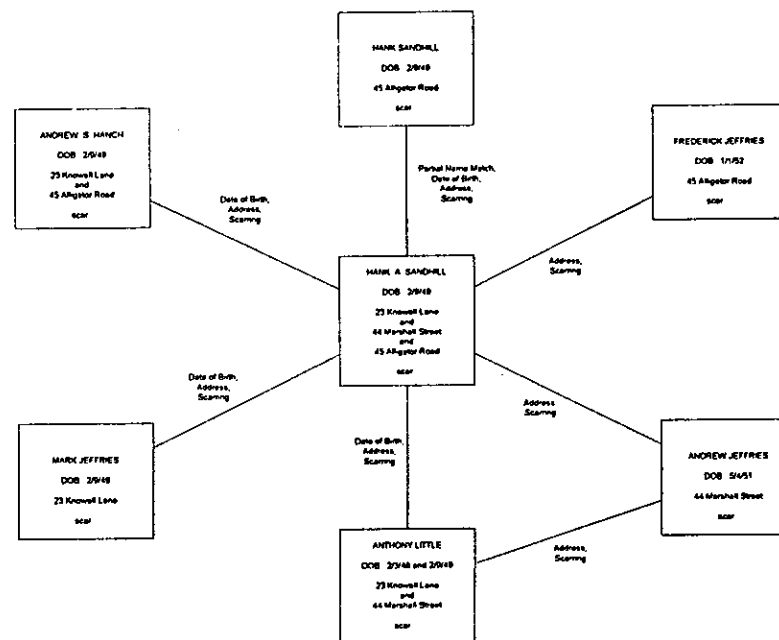 HANK SANDHILL
DOB 2/9/49
45 Alligator Road
scar
ANDREW S HANCH
DOB 2/9/49
23 Knowell Lane
and
45 Alligator Road
scar
FREDERICK JEFFRIES
DOB 1/1/52
45 Alligator Road
scar
Partial Name Match,
Date of Birth,
Address,
Scarring
Date of Birth,
Address,
Scarring
Address,
Scarring
HANK A SANDHILL
DOB 2/9/49
23 Knowell Lane
and
44 Marshall Street
and
45 Alligator Road
scar
Date of Birth,
Address,
Scarring
Date of Birth,
Address,
Scarring
Address
Scarring
MARK JEFFRIES
DOB 2/9/49
23 Knowell Lane
scar
ANDREW JEFFRIES
DOB 5/4/51
44 Marshall Street
scar
ANTHONY LITTLE
DOB 2/3/48 and 2/9/49
23 Knowell Lane
and
44 Marshall Street
scar
Address,
Scarring